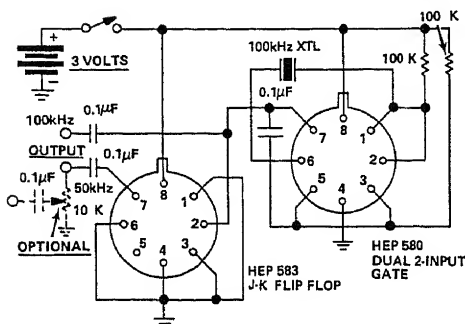 100 K
3 VOLTS
100kHz XTL
100 K
0.1µF
0.1µF
100kHz
OUTPUT
0.1µF
0.1µF
50kHz
10 K
OPTIONAL
8
7
1
6
2
5
3
4
HEP 583
J-K FLIP FLOP
8
7
1
6
2
5
3
4
HEP 580
DUAL 2-INPUT
GATE